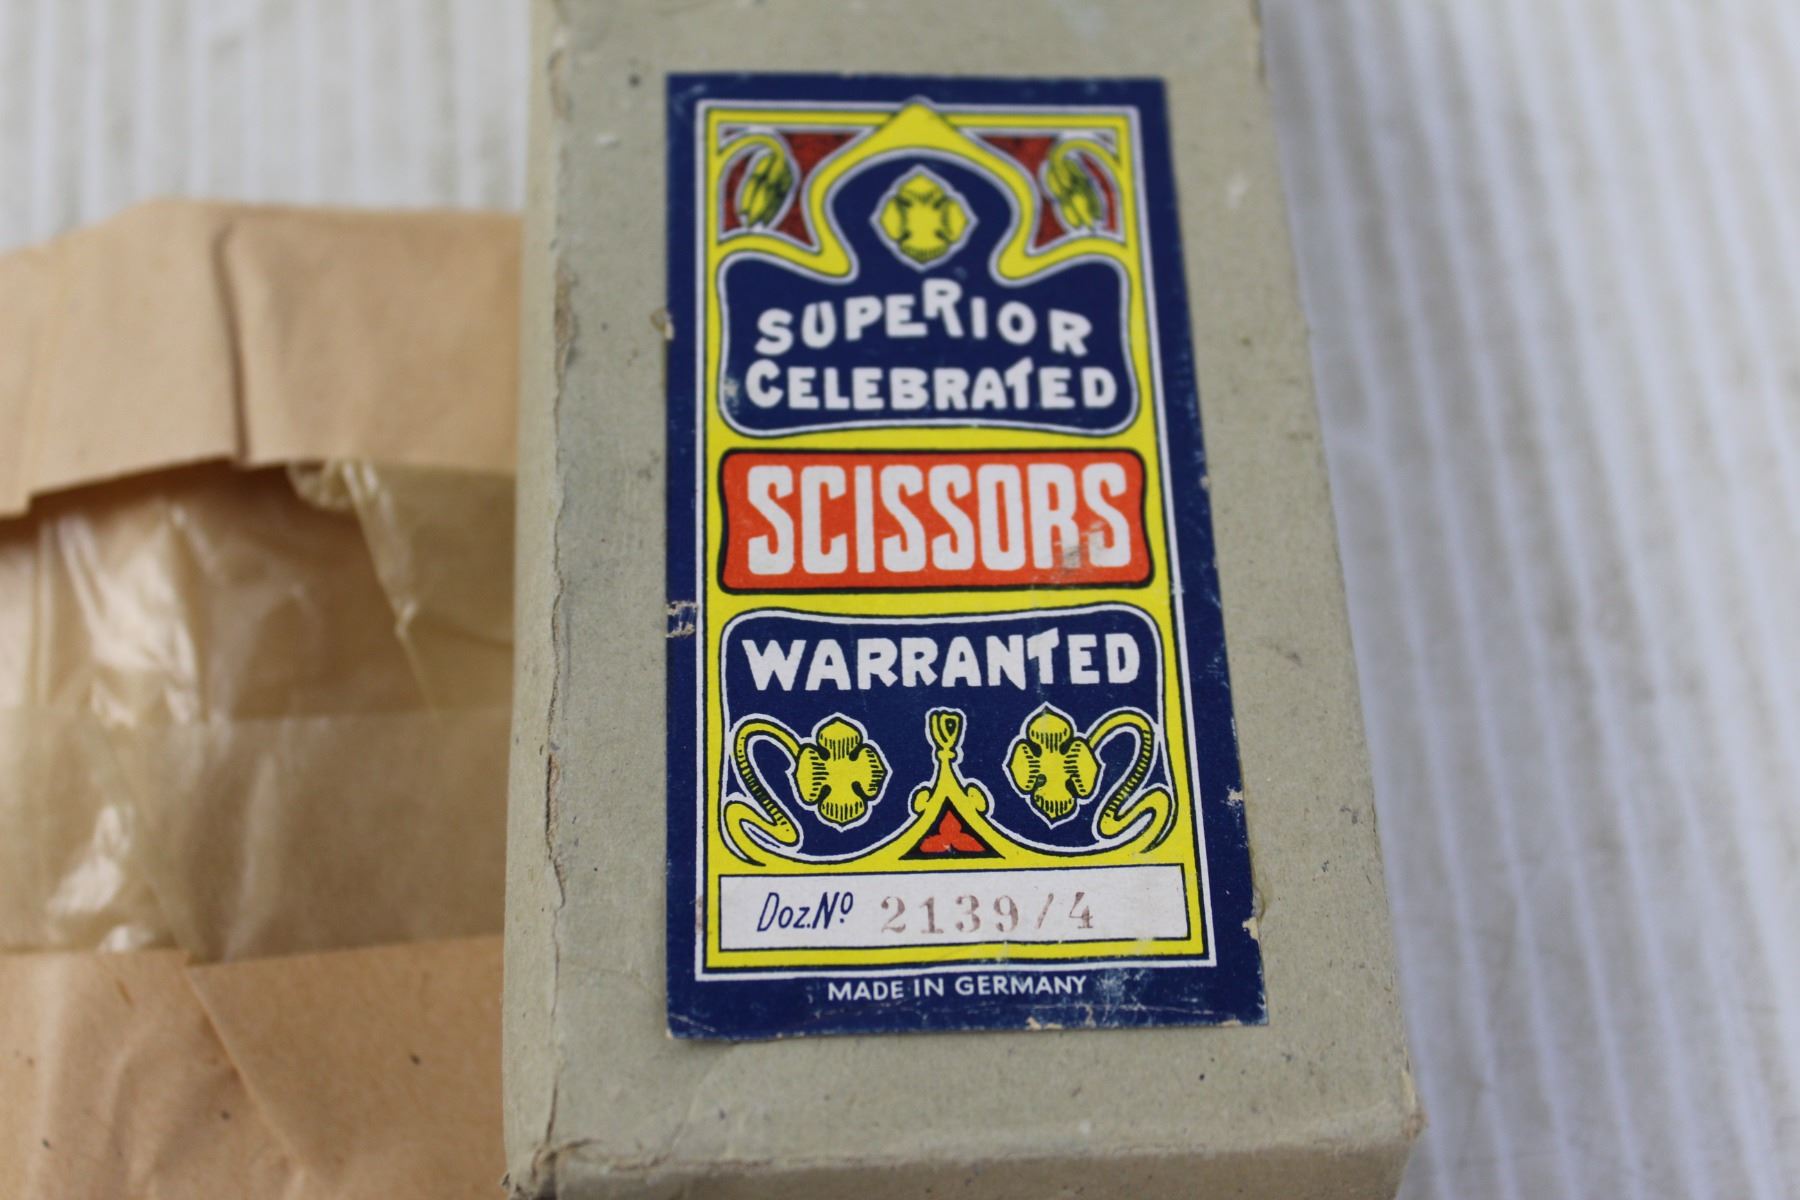 SUPERIOR
CELEBRATED
SCISSORS
WARRANTED
Doz.Nº 2139/4
MADE IN GERMANY